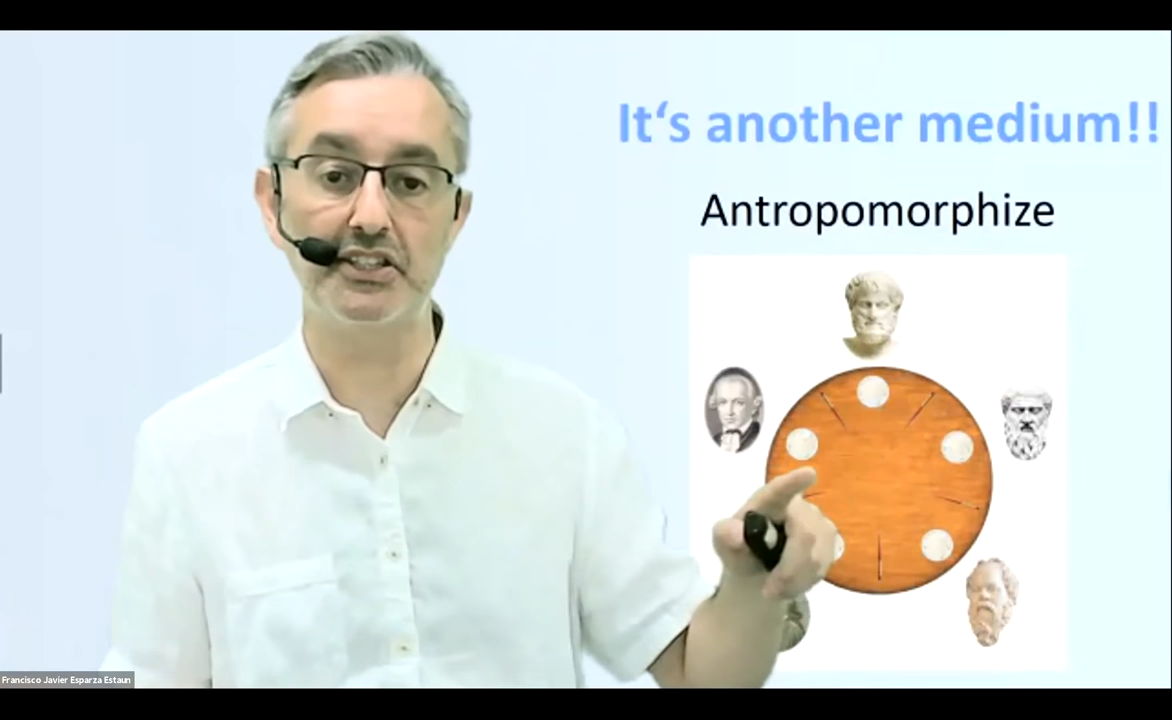 It‘s another medium!!
Antropomorphize
Francisco Javier Esparza Estaun